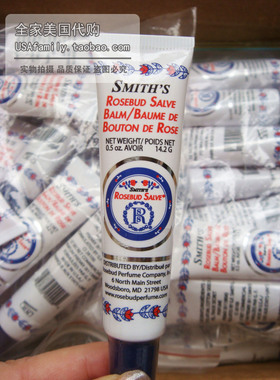 全家美国代购
USAfamily.taobao.com
实物拍摄 品质保证 盗图必究
SMITH'S
ROSEBUD SALVE
BALM/BAUME DE
BOUTON DE ROSE
NET WEIGHT/POIDS NET
0.5 oz. AVOIR 14.2 G
SMITH'S
ROSEBUD SALVE
R
DISTRIBUTED BY/Distribué par
Rosebud Perfume Company,
6 North Main Street
Woodsboro, MD 21798 USA
www.rosebudperfume.com